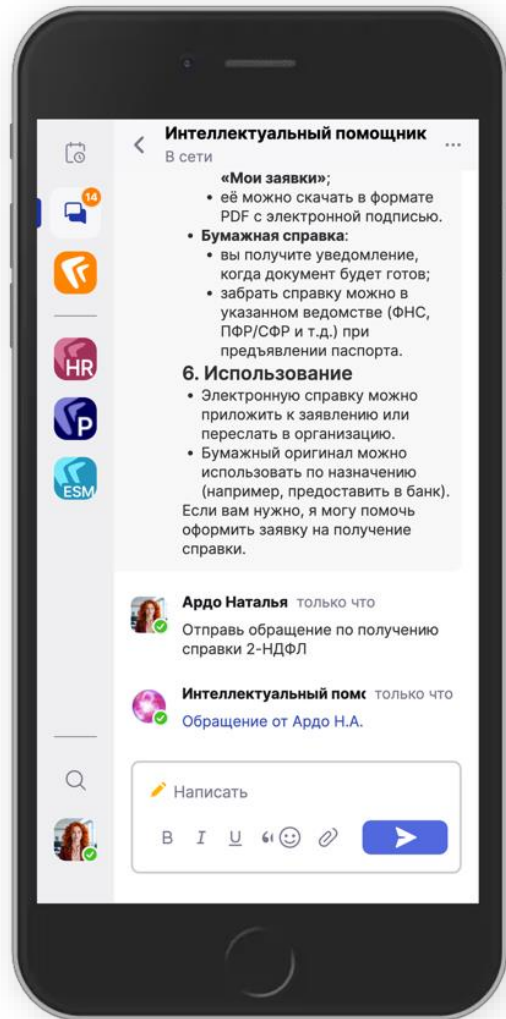 Интеллектуальный помощник
В сети
14
«Мои заявки»;
• её можно скачать в формате
PDF с электронной подписью.
• Бумажная справка:
• вы получите уведомление,
когда документ будет готов;
• забрать справку можно в
указанном ведомстве (ФНС,
ПФР/СФР и т.д.) при
предъявлении паспорта.
6. Использование
• Электронную справку можно
приложить к заявлению или
переслать в организацию.
• Бумажный оригинал можно
использовать по назначению
(например, предоставить в банк).
Если вам нужно, я могу помочь
оформить заявку на получение
справки.
HR
P
ESM
Ардо Наталья только что
Отправь обращение по получению
справки 2-НДФЛ
Интеллектуальный пом только что
Обращение от Ардо Н.А.
Написать
B I U